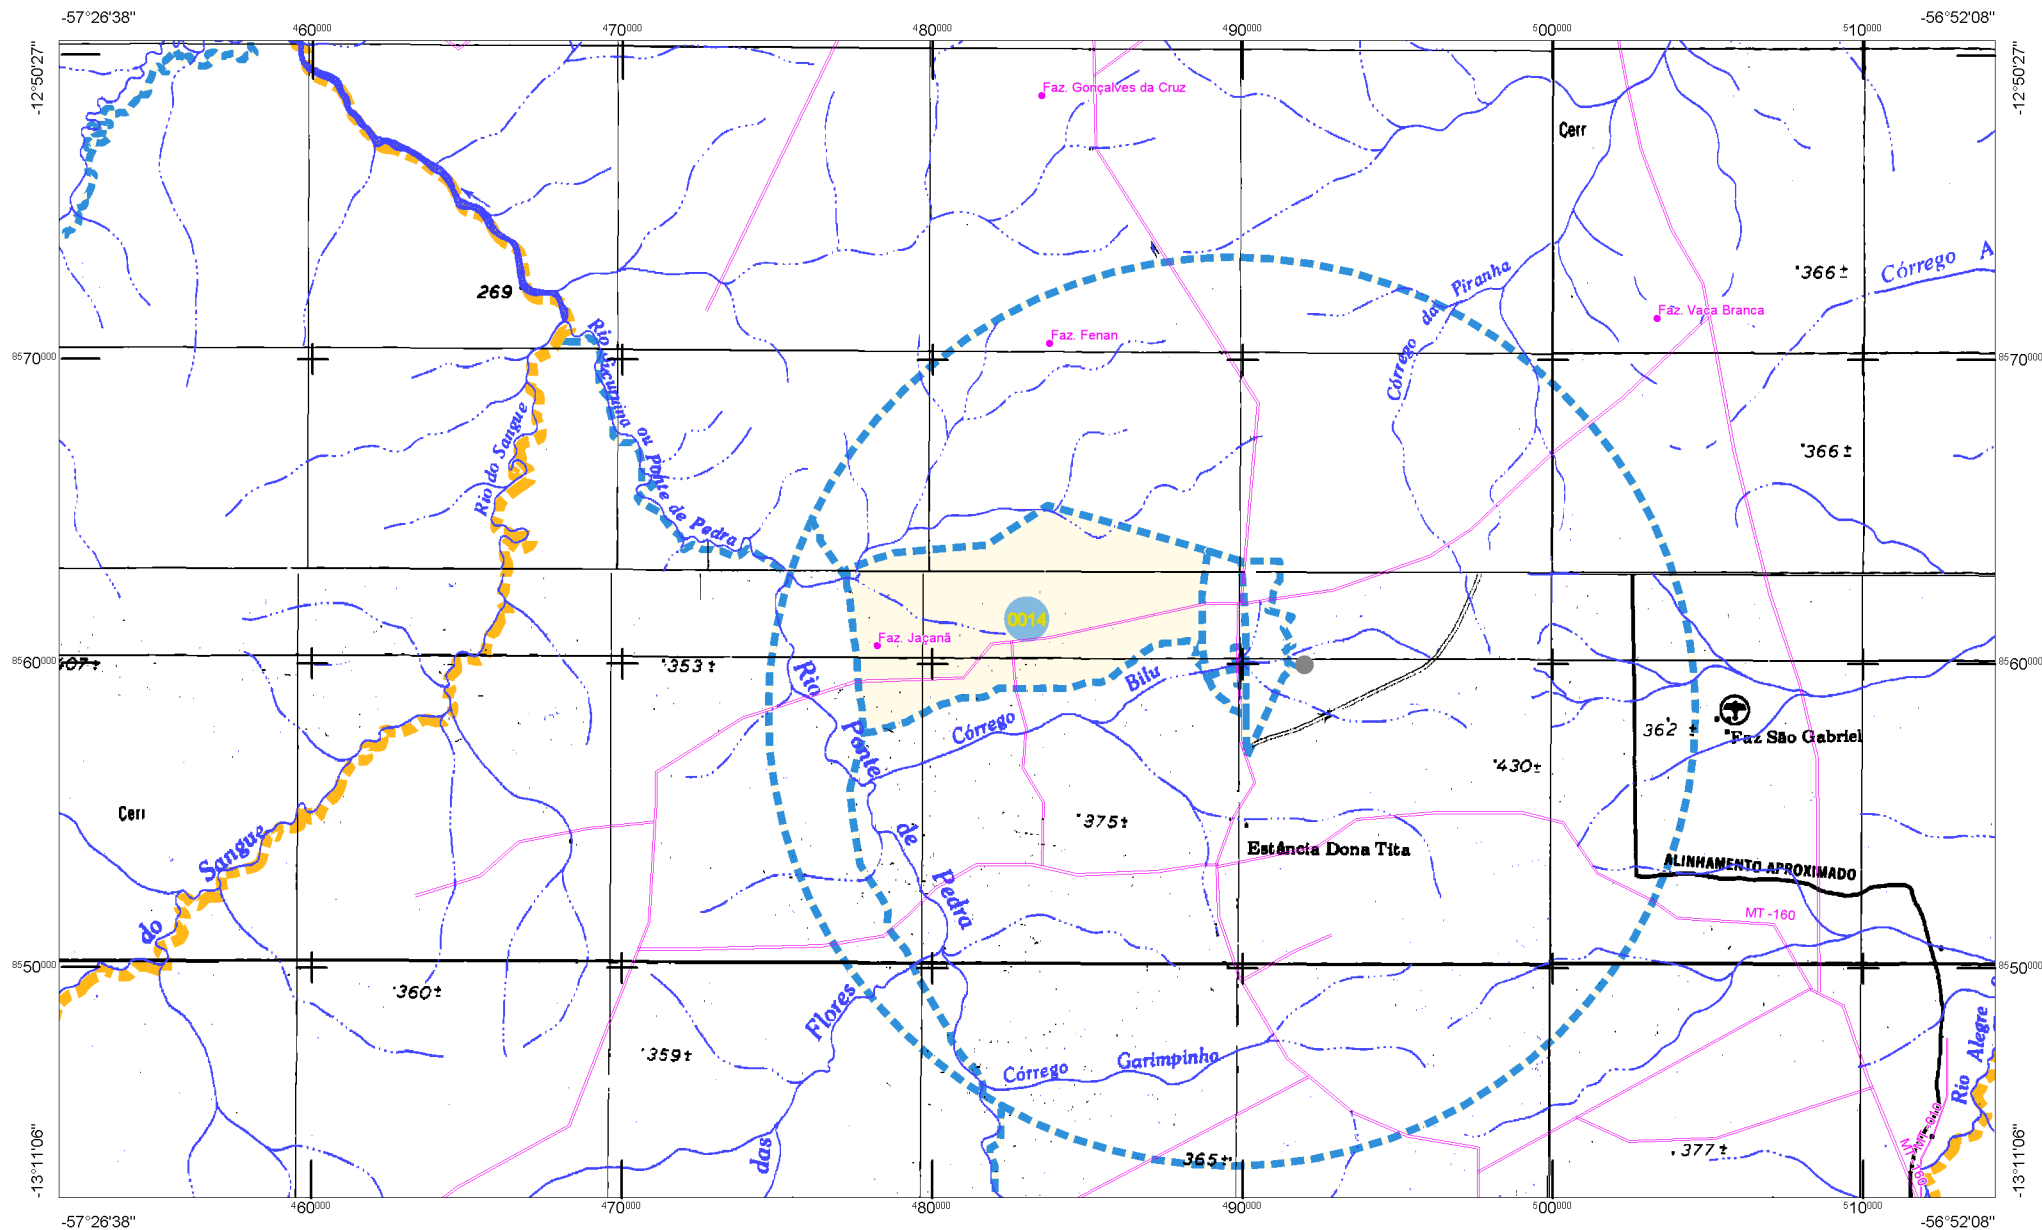 -57°26'38"
460000
470000
480000
490000
500000
510000
-56°52'08"
-12°50'27"
-12°50'27"
Faz. Gonçalves da Cruz
Cerr
Córrego A
366±
269
Córrego da Piranha
Faz. Vaca Branca
Rio Sucuruina ou Ponte de Pedra
Faz. Fenan
8570000
8570000
Rio do Sangue
366±
0014
Faz. Jaçanã
8560000
407±
353±
8560000
Córrego Bilu
Rio Ponte de Pedra
362±
Faz São Gabriel
430±
Cerr
375±
Estância Dona Tita
Sangue
do
ALINHAMENTO APROXIMADO
MT -160
8550000
8550000
360±
Flores
das
359±
Córrego Garimpinho
Rio Alegre
365±
377±
-13°11'06"
-13°11'06"
-57°26'38"
460000
470000
480000
490000
500000
510000
-56°52'08"